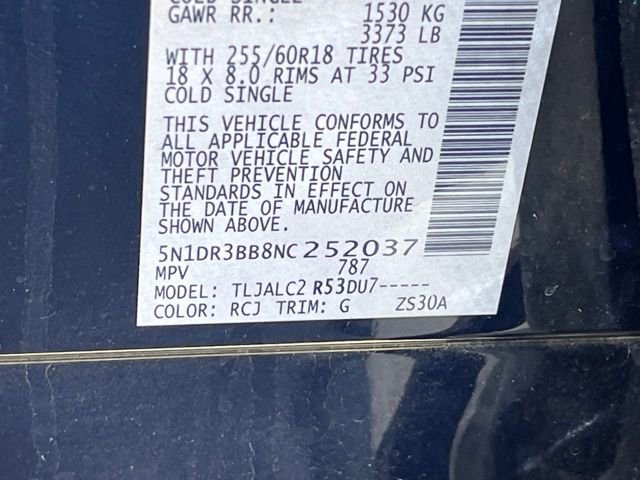 COLD SINGLE
GAWR RR.: 1530 KG
3373 LB
WITH 255/60R18 TIRES
18 X 8.0 RIMS AT 33 PSI
COLD SINGLE
THIS VEHICLE CONFORMS TO
ALL APPLICABLE FEDERAL
MOTOR VEHICLE SAFETY AND
THEFT PREVENTION
STANDARDS IN EFFECT ON
THE DATE OF MANUFACTURE
SHOWN ABOVE.
5N1DR3BB8NC252037
MPV 787
MODEL: TLJALC2 R53DU7-----
COLOR: RCJ TRIM: G ZS30A